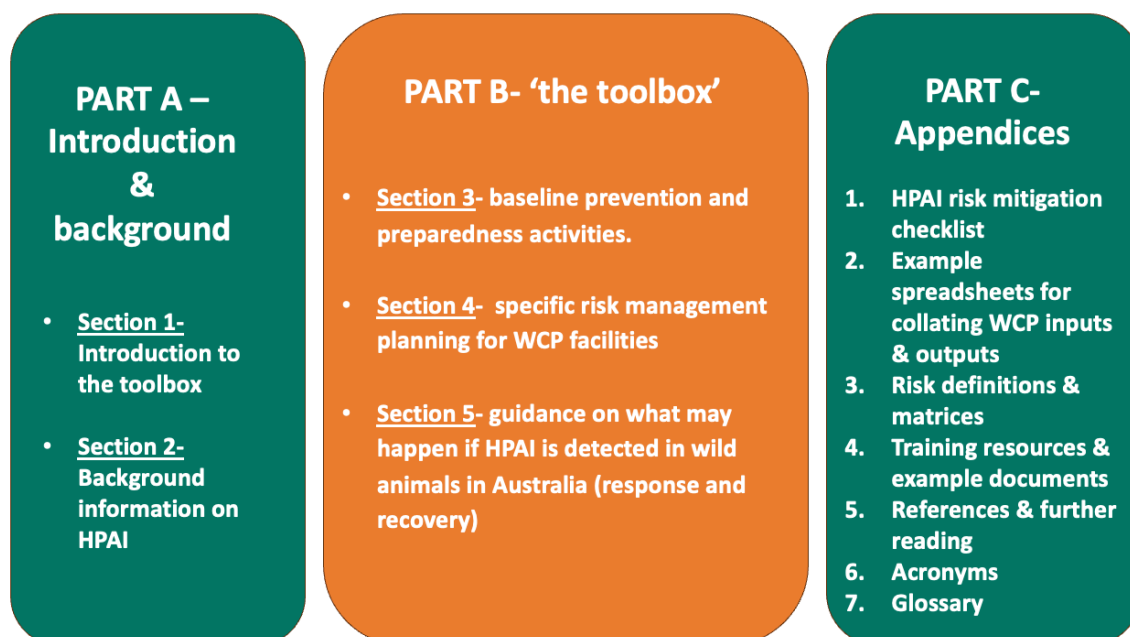 PART A –
Introduction
&
background
• Section 1-
Introduction to
the toolbox
• Section 2-
Background
information on
HPAI
PART B- ‘the toolbox’
• Section 3- baseline prevention and
preparedness activities.
• Section 4-  specific risk management
planning for WCP facilities
• Section 5- guidance on what may
happen if HPAI is detected in wild
animals in Australia (response and
recovery)
PART C-
Appendices
1. HPAI risk mitigation
checklist
2. Example
spreadsheets for
collating WCP inputs
& outputs
3. Risk definitions &
matrices
4. Training resources &
example documents
5. References & further
reading
6. Acronyms
7. Glossary